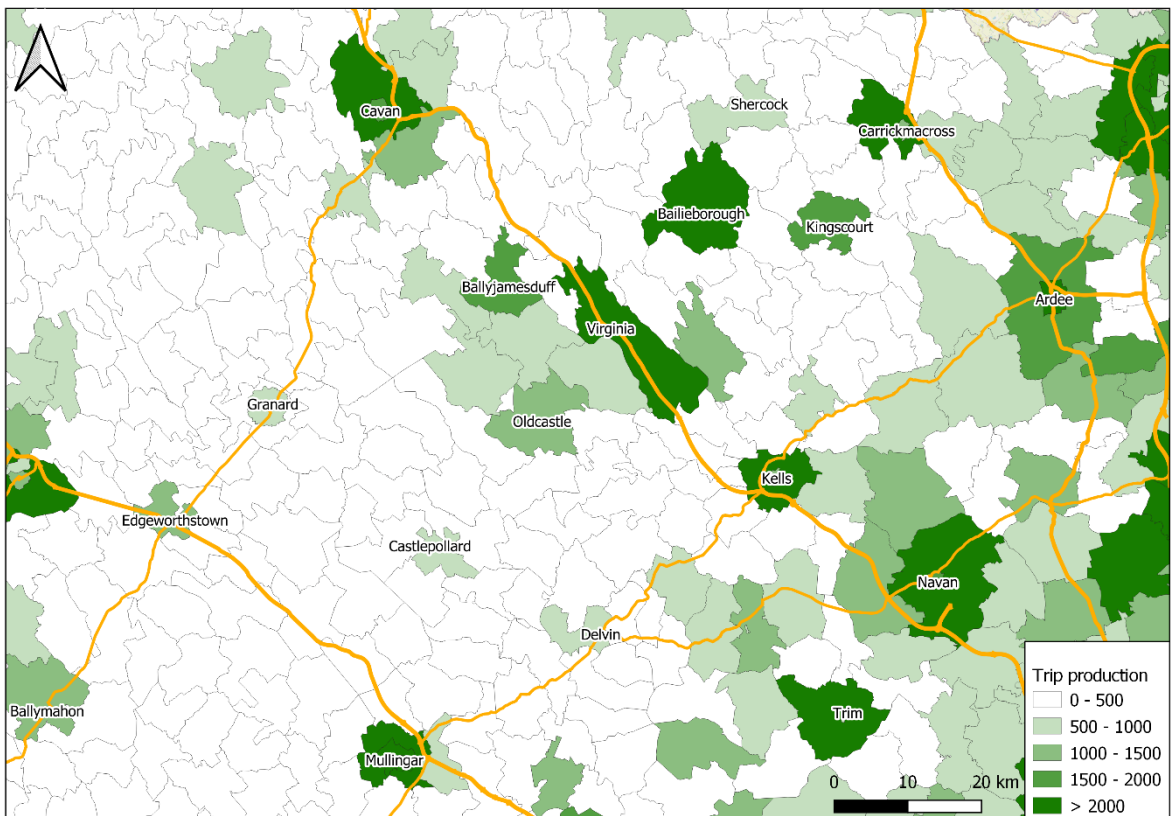 Shercock
Cavan
Carrickmacross
Bailieborough
Kingscourt
Ballyjamesduff
Ardee
Virginia
Granard
Oldcastle
Kells
Edgeworthstown
Castlepollard
Navan
Delvin
Ballymahon
Trim
Mullingar
Trip production
0 - 500
500 - 1000
1000 - 1500
1500 - 2000
> 2000
0 10 20 km